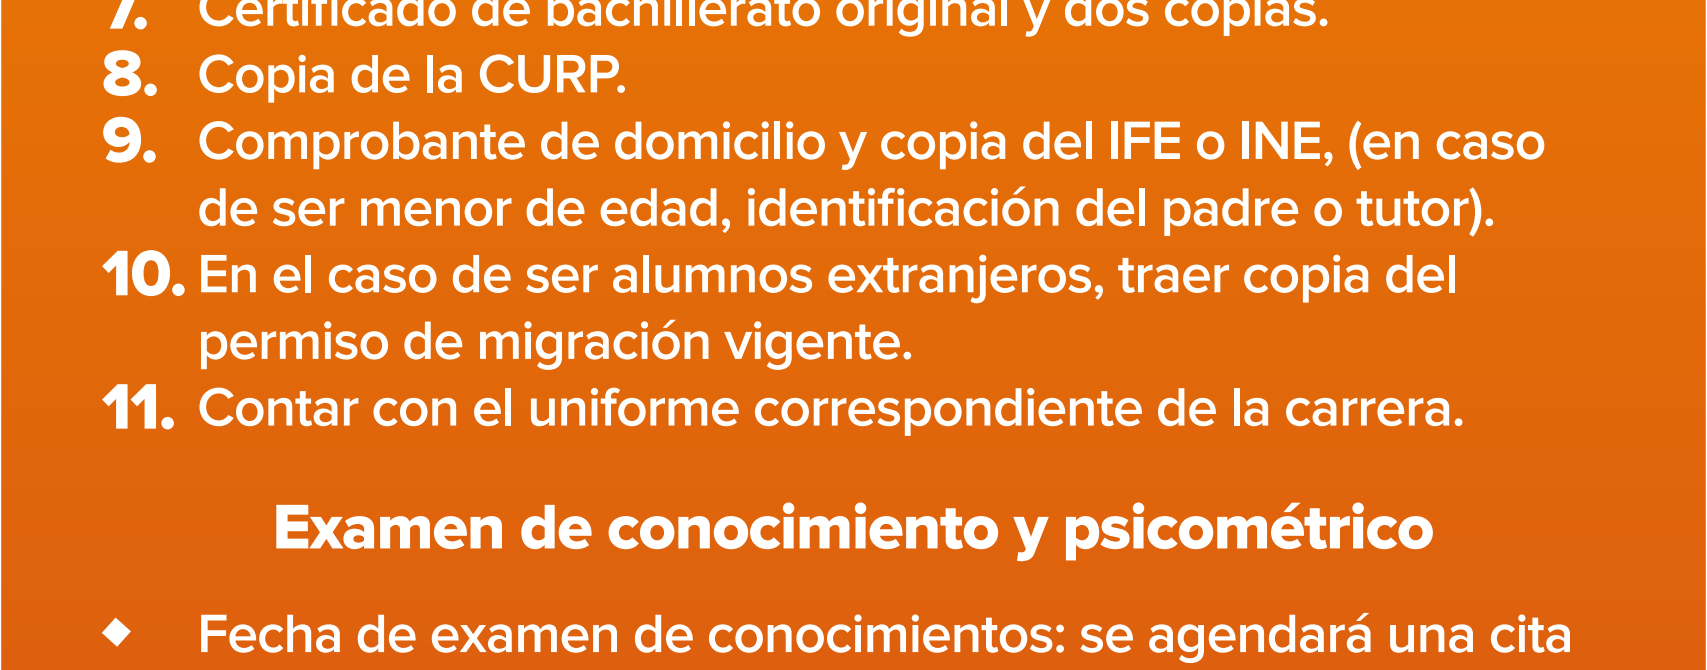 7. Certificado de bachillerato original y dos copias.
8. Copia de la CURP.
9. Comprobante de domicilio y copia del IFE o INE, (en caso
de ser menor de edad, identificación del padre o tutor).
10. En el caso de ser alumnos extranjeros, traer copia del
permiso de migración vigente.
11. Contar con el uniforme correspondiente de la carrera.
Examen de conocimiento y psicométrico
◆ Fecha de examen de conocimientos: se agendará una cita